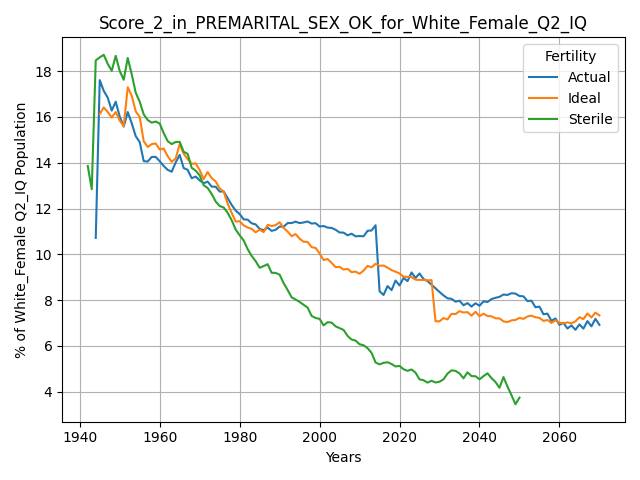 Score_2_in_PREMARITAL_SEX_OK_for_White_Female_Q2_IQ
% of White_Female Q2_IQ Population
18
16
14
12
10
8
6
4
Fertility
Actual
Ideal
Sterile
1940 1960 1980 2000 2020 2040 2060
Years